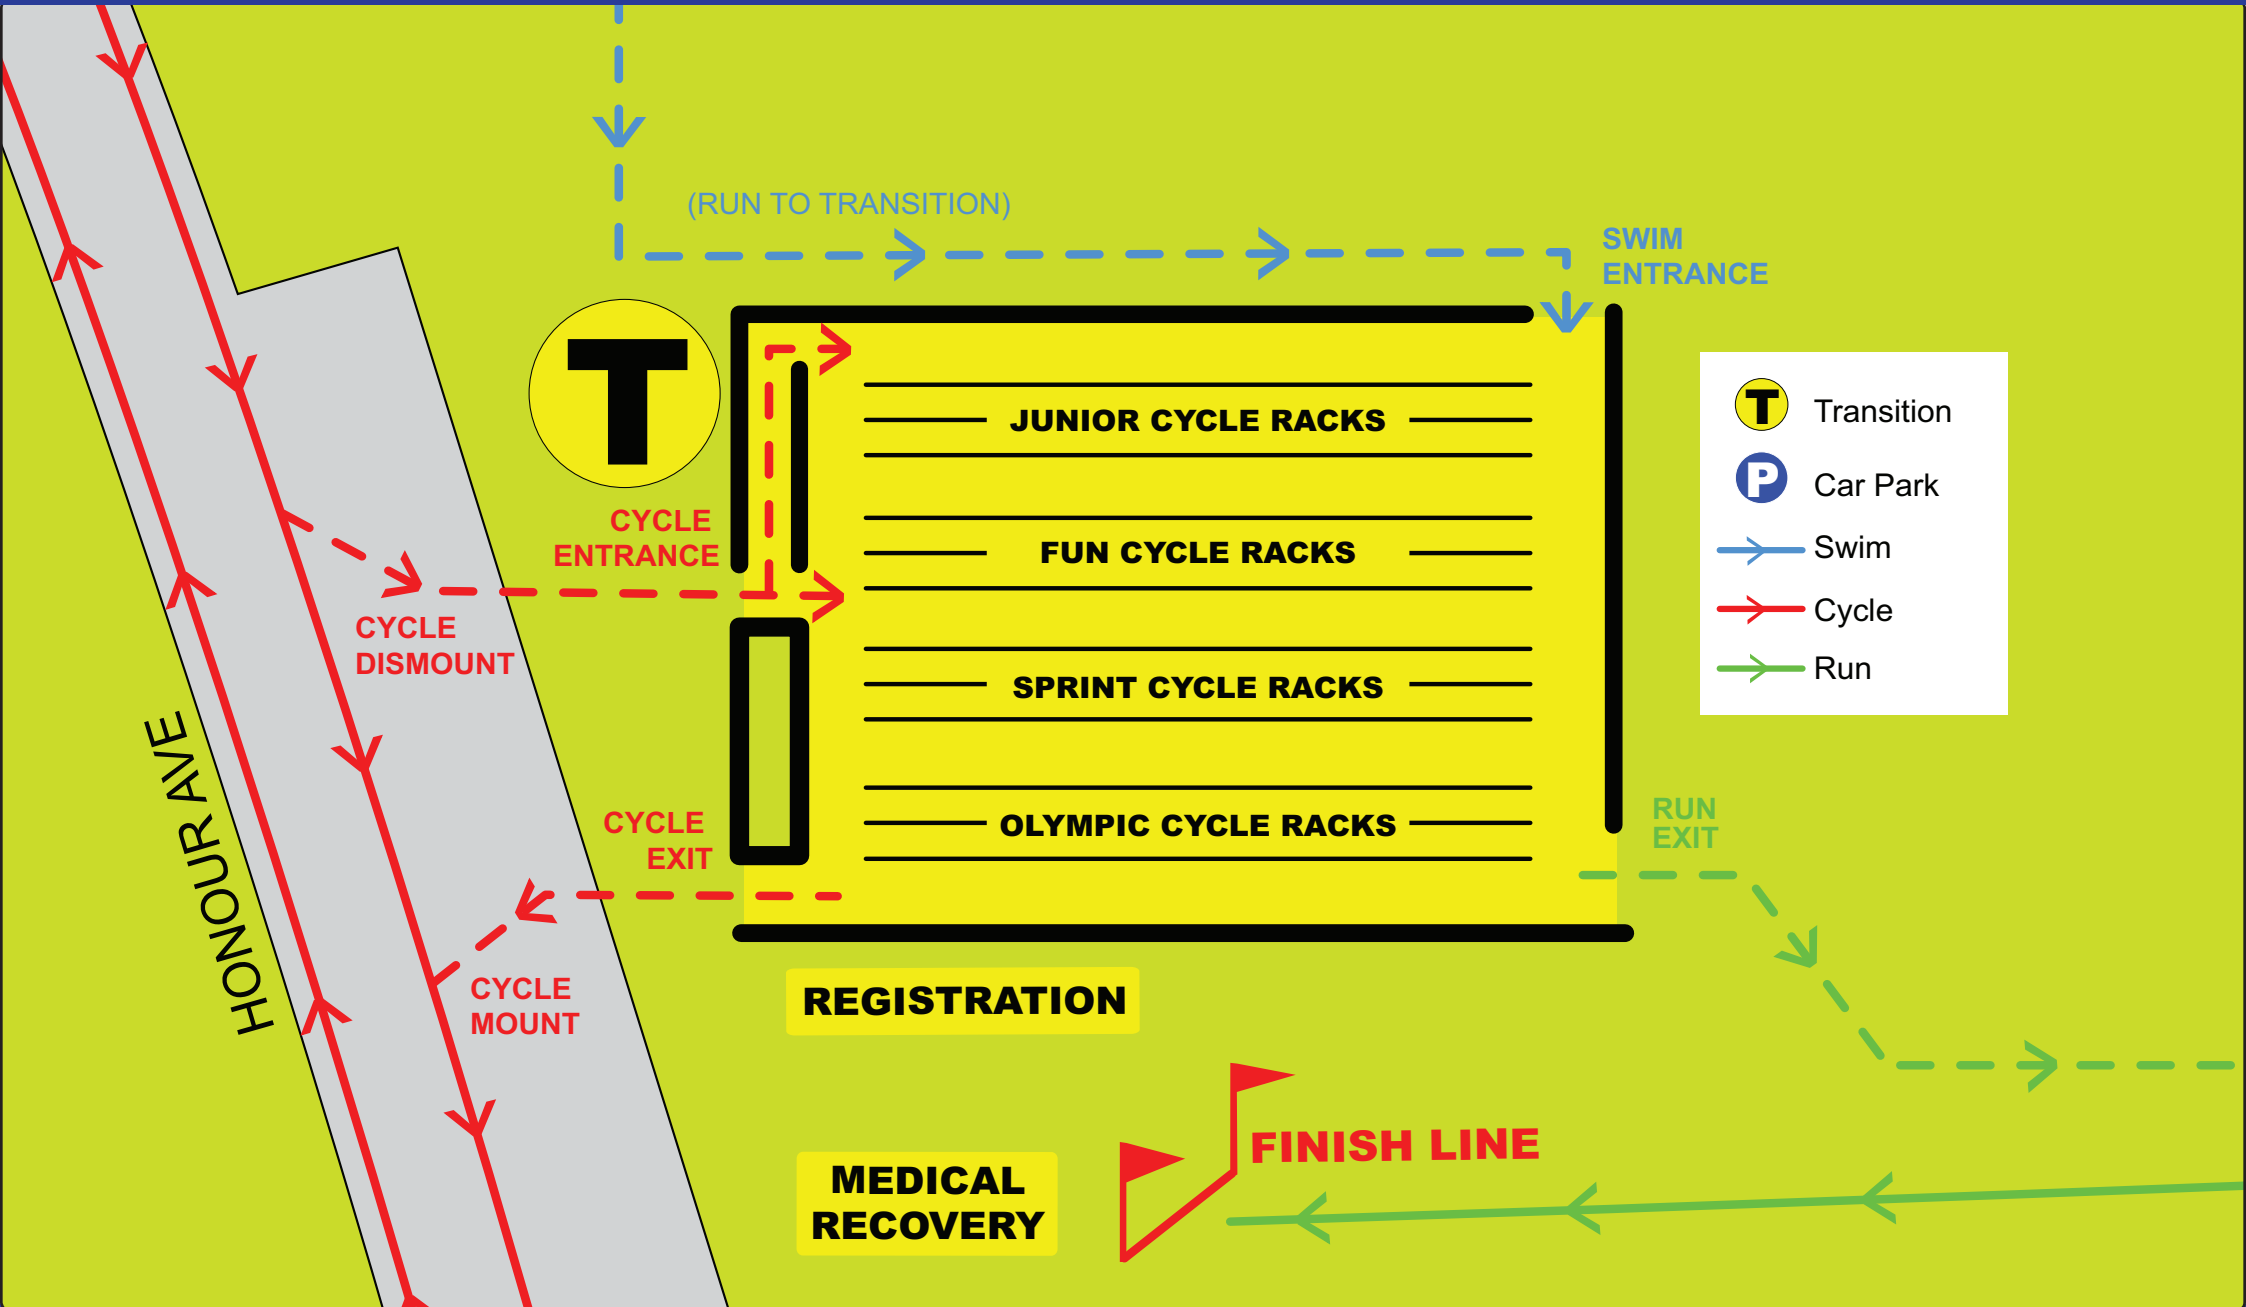 (RUN TO TRANSITION)
SWIM
ENTRANCE
T
CYCLE
ENTRANCE
JUNIOR CYCLE RACKS
FUN CYCLE RACKS
SPRINT CYCLE RACKS
OLYMPIC CYCLE RACKS
T Transition
P Car Park
Swim
Cycle
Run
CYCLE
DISMOUNT
HONOUR AVE
CYCLE
EXIT
CYCLE
MOUNT
RUN
EXIT
REGISTRATION
FINISH LINE
MEDICAL
RECOVERY